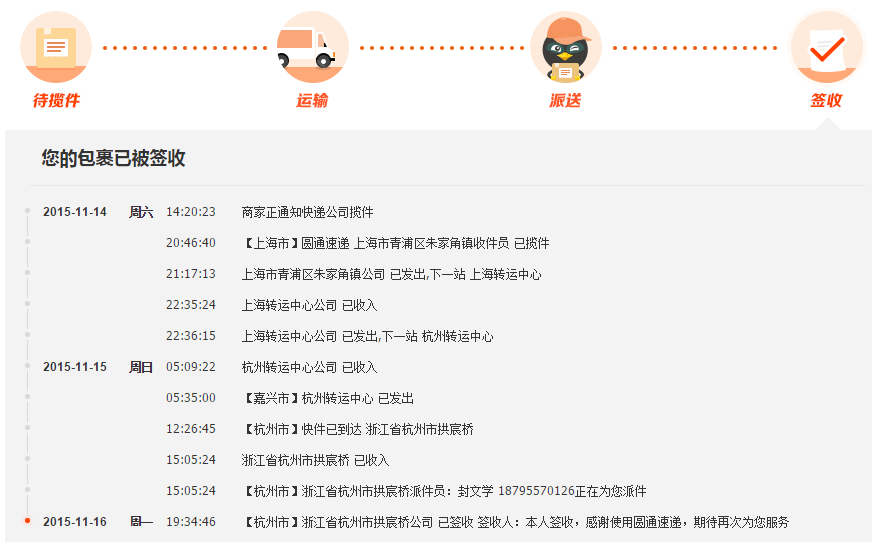 待揽件 运输 派送 签收
您的包裹已被签收
2015-11-14 周六 14:20:23 商家正通知快递公司揽件
20:46:40 【上海市】圆通速递 上海市青浦区朱家角镇收件员 已揽件
21:17:13 上海市青浦区朱家角镇公司 已发出,下一站 上海转运中心
22:35:24 上海转运中心公司 已收入
22:36:15 上海转运中心公司 已发出,下一站 杭州转运中心
2015-11-15 周日 05:09:22 杭州转运中心公司 已收入
05:35:00 【嘉兴市】杭州转运中心 已发出
12:26:45 【杭州市】快件已到达 浙江省杭州市拱宸桥
15:05:24 浙江省杭州市拱宸桥 已收入
15:05:24 【杭州市】浙江省杭州市拱宸桥派件员：封文学 18795570126正在为您派件
2015-11-16 周一 19:34:46 【杭州市】浙江省杭州市拱宸桥公司 已签收 签收人：本人签收，感谢使用圆通速递，期待再次为您服务